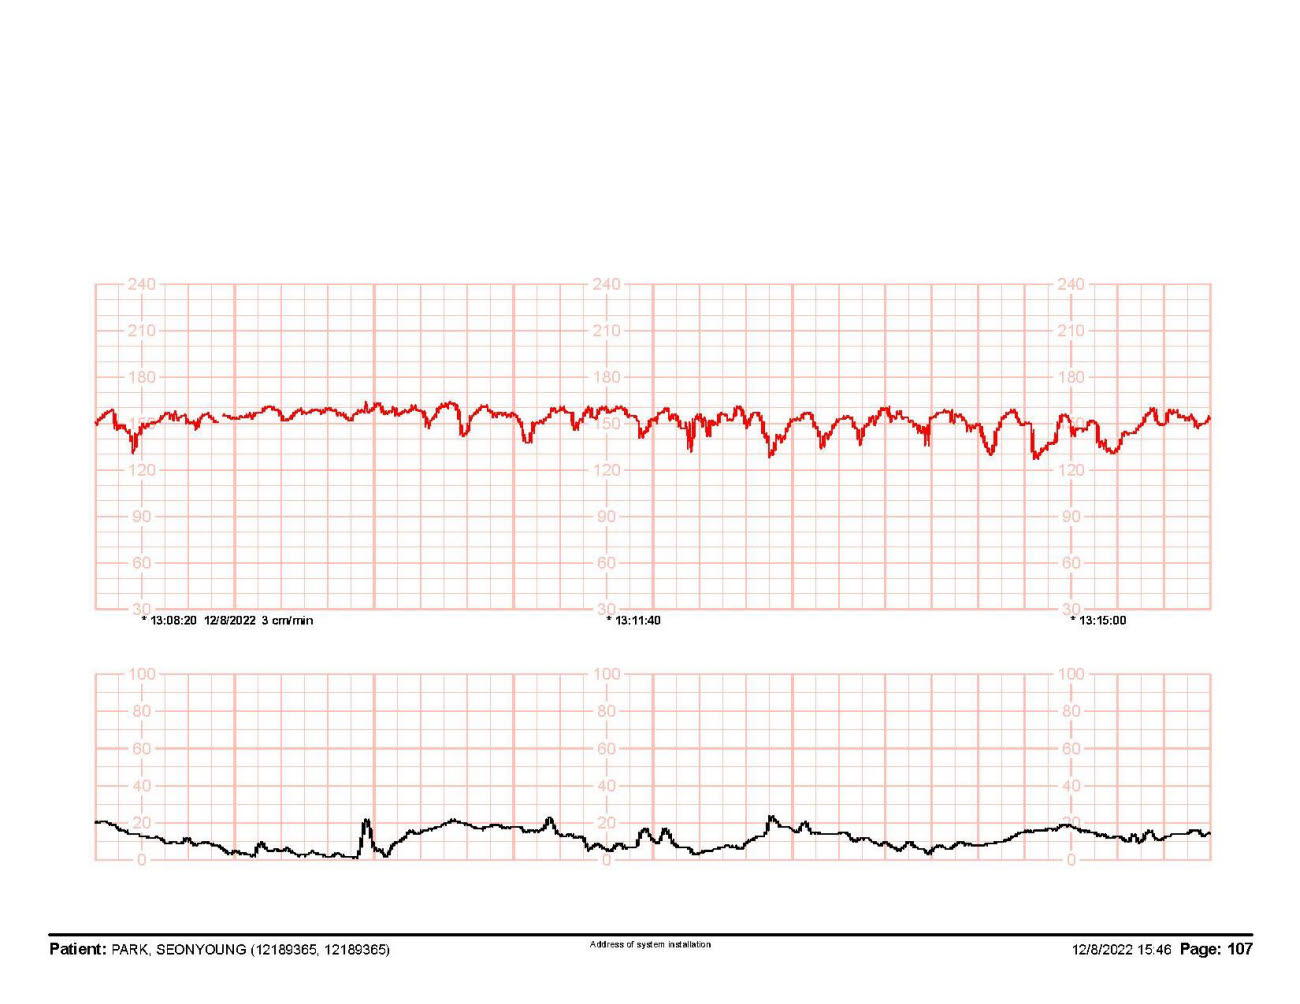 240 240 240
210 210 210
180 180 180
150 150 150
120 120 120
90 90 90
60 60 60
30 30 30
* 13:08:20 12/8/2022 3 cm/min * 13:11:40 * 13:15:00
100 100 100
80 80 80
60 60 60
40 40 40
20 20 20
0 0 0
Patient: PARK, SEONYOUNG (12189365, 12189365) Address of system installation 12/8/2022 15:46 Page: 107